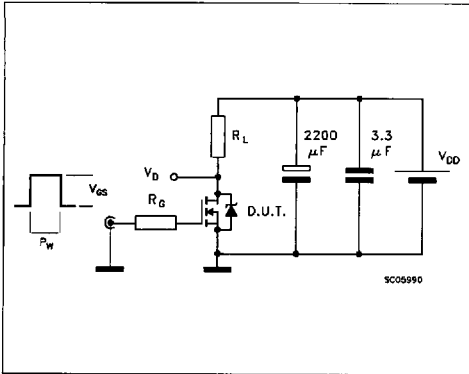 R_L
2200 μF
3.3 μF
V_DD
V_D
V_GS
R_G
D.U.T.
P_W
SC05990